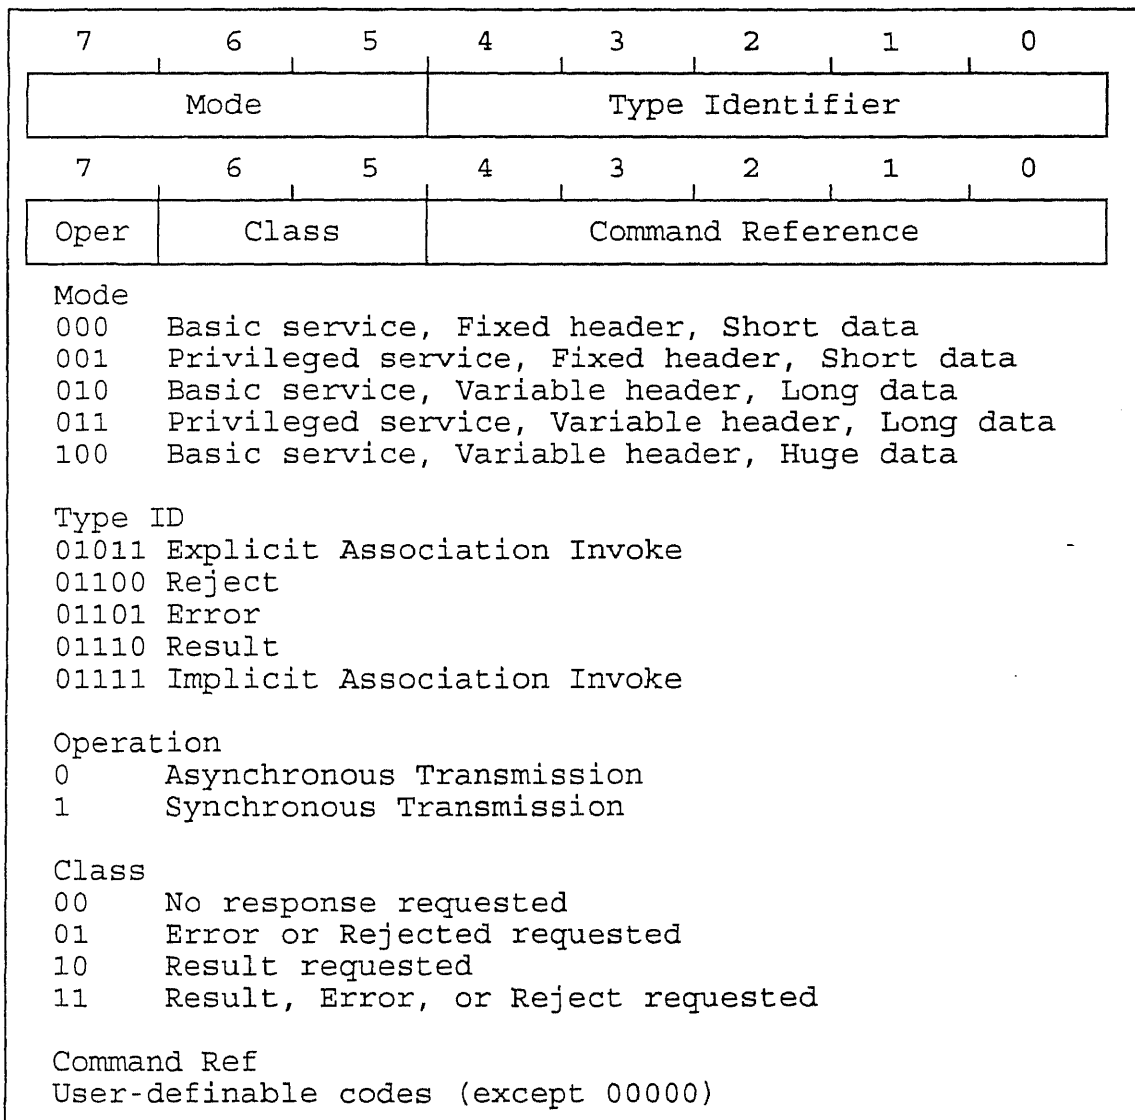 7 6 5 4 3 2 1 0
Mode Type Identifier
7 6 5 4 3 2 1 0
Oper Class Command Reference
Mode
000 Basic service, Fixed header, Short data
001 Privileged service, Fixed header, Short data
010 Basic service, Variable header, Long data
011 Privileged service, Variable header, Long data
100 Basic service, Variable header, Huge data
Type ID
01011 Explicit Association Invoke
01100 Reject
01101 Error
01110 Result
01111 Implicit Association Invoke
Operation
0 Asynchronous Transmission
1 Synchronous Transmission
Class
00 No response requested
01 Error or Rejected requested
10 Result requested
11 Result, Error, or Reject requested
Command Ref
User-definable codes (except 00000)